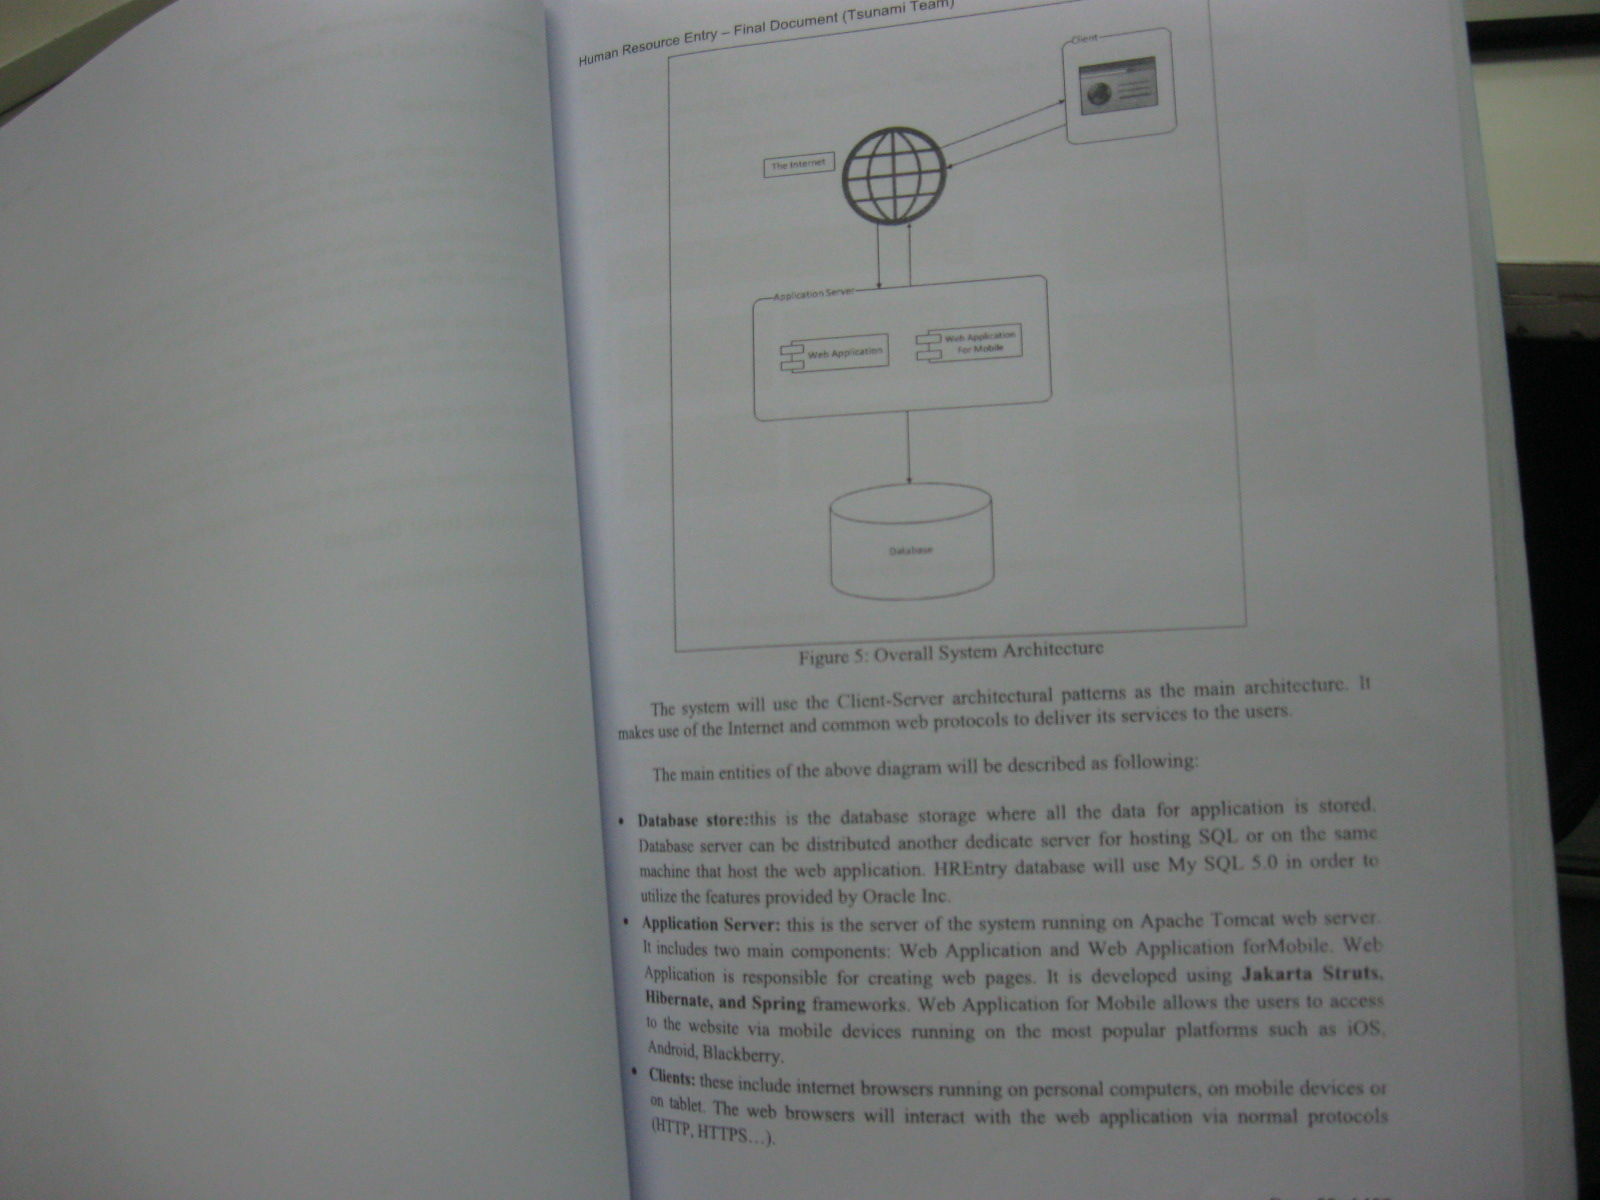 Human Resource Entry – Final Document (Tsunami Team)
Client
The Internet
Application Server
Web Application
Web Application
For Mobile
Database
Figure 5: Overall System Architecture
The system will use the Client-Server architectural patterns as the main architecture. It
makes use of the Internet and common web protocols to deliver its services to the users.
The main entities of the above diagram will be described as following:
• Database store:this is the database storage where all the data for application is stored.
Database server can be distributed another dedicate server for hosting SQL or on the same
machine that host the web application. HREntry database will use My SQL 5.0 in order to
utilize the features provided by Oracle Inc.
• Application Server: this is the server of the system running on Apache Tomcat web server.
It includes two main components: Web Application and Web Application forMobile. Web
Application is responsible for creating web pages. It is developed using Jakarta Struts,
Hibernate, and Spring frameworks. Web Application for Mobile allows the users to access
to the website via mobile devices running on the most popular platforms such as iOS,
Android, Blackberry.
• Clients: these include internet browsers running on personal computers, on mobile devices or
on tablet. The web browsers will interact with the web application via normal protocols
(HTTP, HTTPS…).